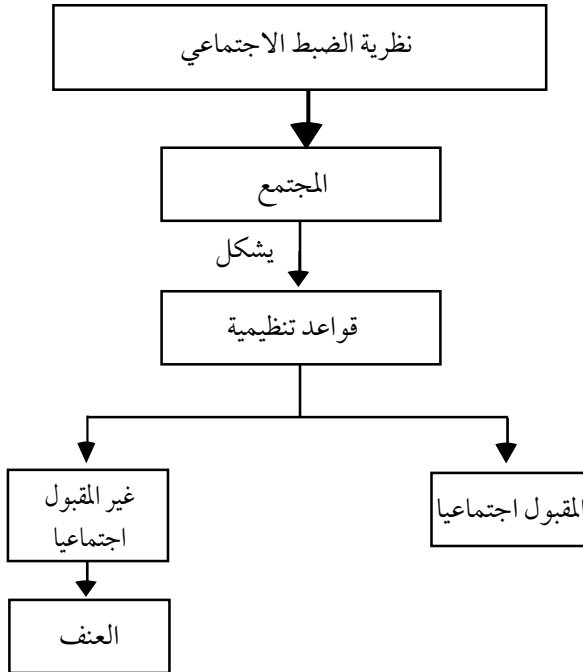 نظرية الضبط الاجتماعي
المجتمع
يشكل
قواعد تنظيمية
المقبول اجتماعيا
غير المقبول
اجتماعيا
العنف